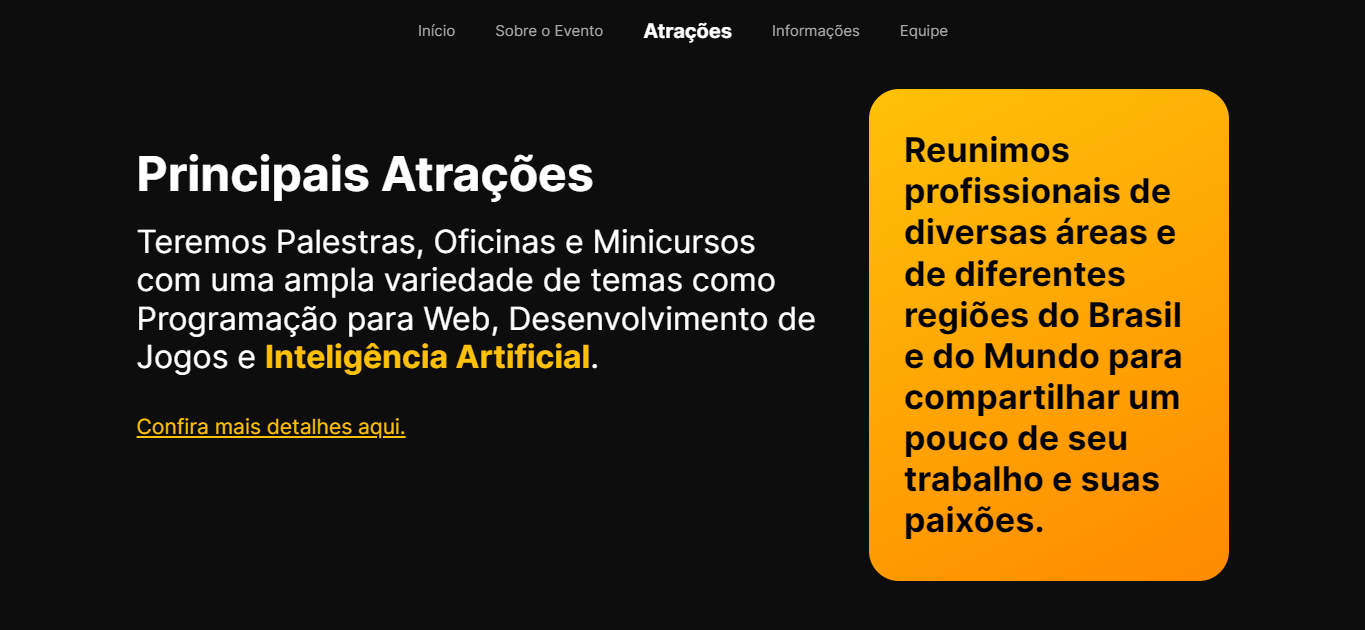 Início Sobre o Evento Atrações Informações Equipe
Principais Atrações
Teremos Palestras, Oficinas e Minicursos
com uma ampla variedade de temas como
Programação para Web, Desenvolvimento de
Jogos e Inteligência Artificial.
Confira mais detalhes aqui.
Reunimos
profissionais de
diversas áreas e
de diferentes
regiões do Brasil
e do Mundo para
compartilhar um
pouco de seu
trabalho e suas
paixões.